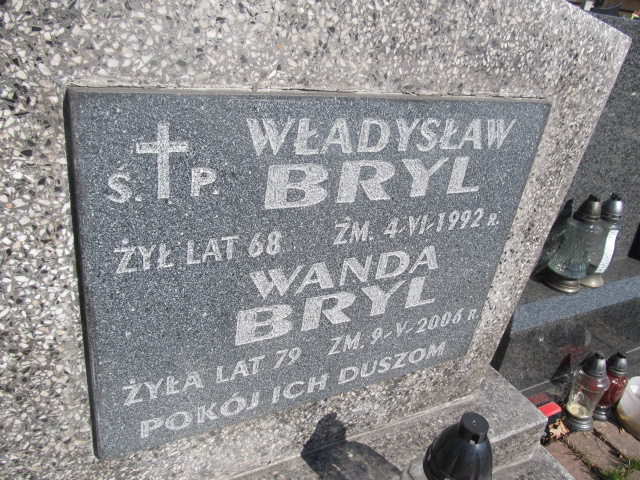 Ś. P.
WŁADYSŁAW
BRYL
ŻYŁ LAT 68 ZM. 4-VI-1992 R.
WANDA
BRYL
ŻYŁA LAT 79 ZM. 9-V-2006 R.
POKÓJ ICH DUSZOM